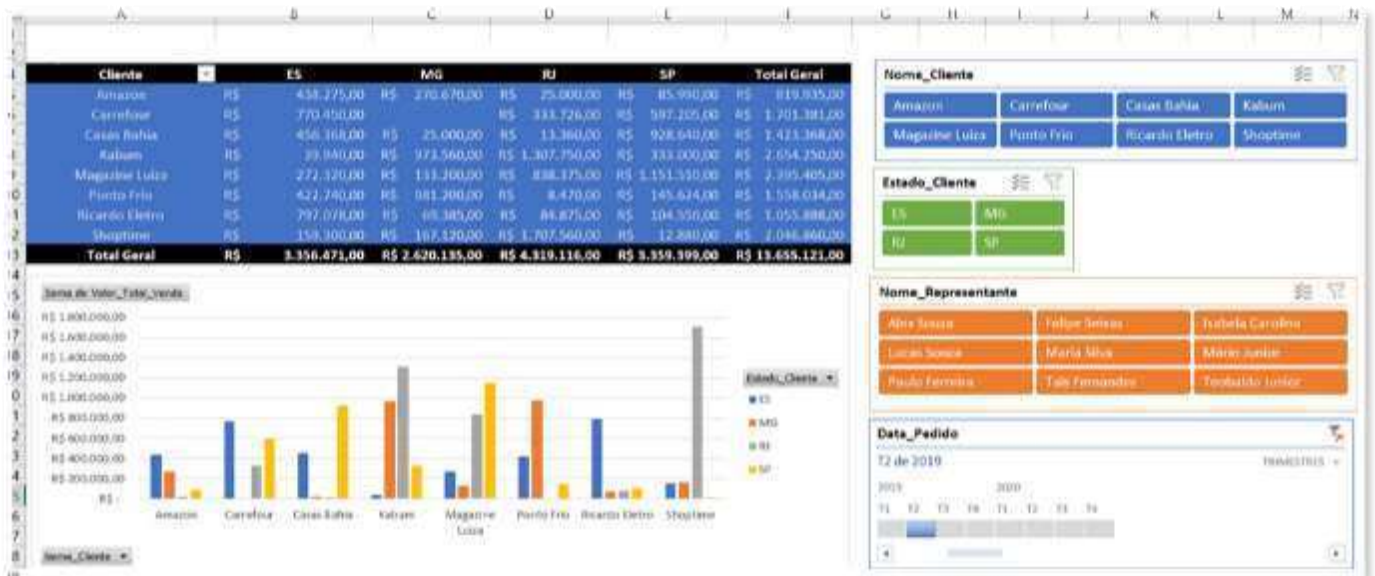 A B C D E F G H I J K L M N
Cliente ES MG RJ SP Total Geral
Amazon R$ 438.275,00 R$ 270.670,00 R$ 25.000,00 R$ 85.990,00 R$ 819.935,00
Carrefour R$ 770.450,00 R$ 333.726,00 R$ 597.205,00 R$ 1.701.381,00
Casas Bahia R$ 456.368,00 R$ 25.000,00 R$ 13.360,00 R$ 928.640,00 R$ 1.423.368,00
Kabum R$ 39.940,00 R$ 973.560,00 R$ 1.307.750,00 R$ 333.000,00 R$ 2.654.250,00
Magazine Luiza R$ 272.320,00 R$ 133.200,00 R$ 838.375,00 R$ 1.151.510,00 R$ 2.395.405,00
Ponto Frio R$ 422.740,00 R$ 981.200,00 R$ 8.470,00 R$ 145.624,00 R$ 1.558.034,00
Ricardo Eletro R$ 797.078,00 R$ 69.385,00 R$ 84.875,00 R$ 104.550,00 R$ 1.055.888,00
Shoptime R$ 159.300,00 R$ 167.120,00 R$ 1.707.560,00 R$ 12.880,00 R$ 2.046.860,00
Total Geral R$ 3.356.471,00 R$ 2.620.135,00 R$ 4.319.116,00 R$ 3.359.399,00 R$ 13.655.121,00
Soma de Valor_Total_Venda
R$ 1.800.000,00
R$ 1.600.000,00
R$ 1.400.000,00
R$ 1.200.000,00
R$ 1.000.000,00
R$ 800.000,00
R$ 600.000,00
R$ 400.000,00
R$ 200.000,00
R$ -
Amazon Carrefour Casas Bahia Kabum Magazine Luiza Ponto Frio Ricardo Eletro Shoptime
Estado_Cliente
ES
MG
RJ
SP
Nome_Cliente
Nome_Cliente
Amazon Carrefour Casas Bahia Kabum
Magazine Luiza Ponto Frio Ricardo Eletro Shoptime
Estado_Cliente
ES MG
RJ SP
Nome_Representante
Alex Souza Felipe Seixas Isabela Carolina
Lucas Souza Maria Silva Mário Junior
Paulo Ferreira Tais Fernandes Teobaldo Junior
Data_Pedido
T2 de 2019 TRIMESTRES
2019 2020
T1 T2 T3 T4 T1 T2 T3 T4